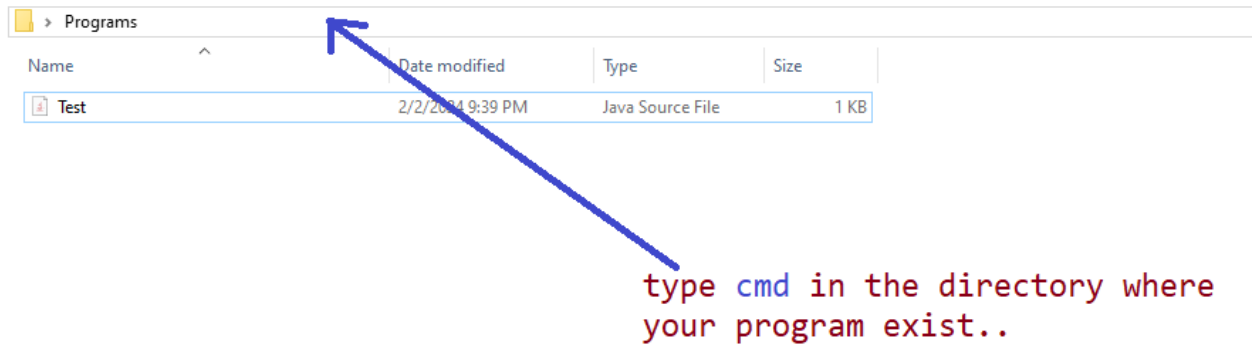 > Programs
Name Date modified Type Size
Test 2/2/2024 9:39 PM Java Source File 1 KB
type cmd in the directory where
your program exist..